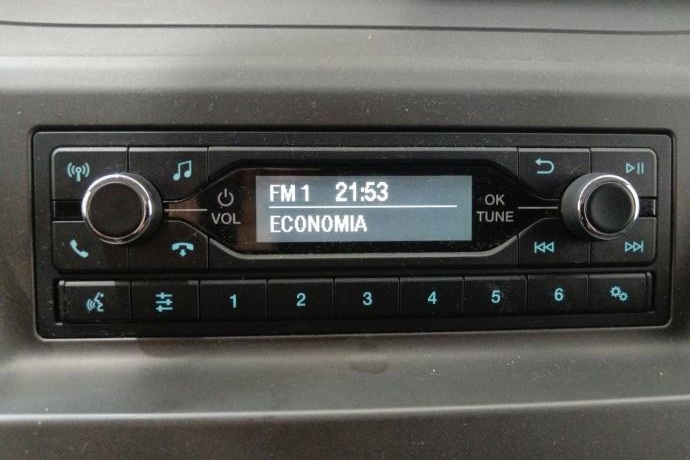 VOL
FM 1 21:53
ECONOMIA
OK
TUNE
1 2 3 4 5 6